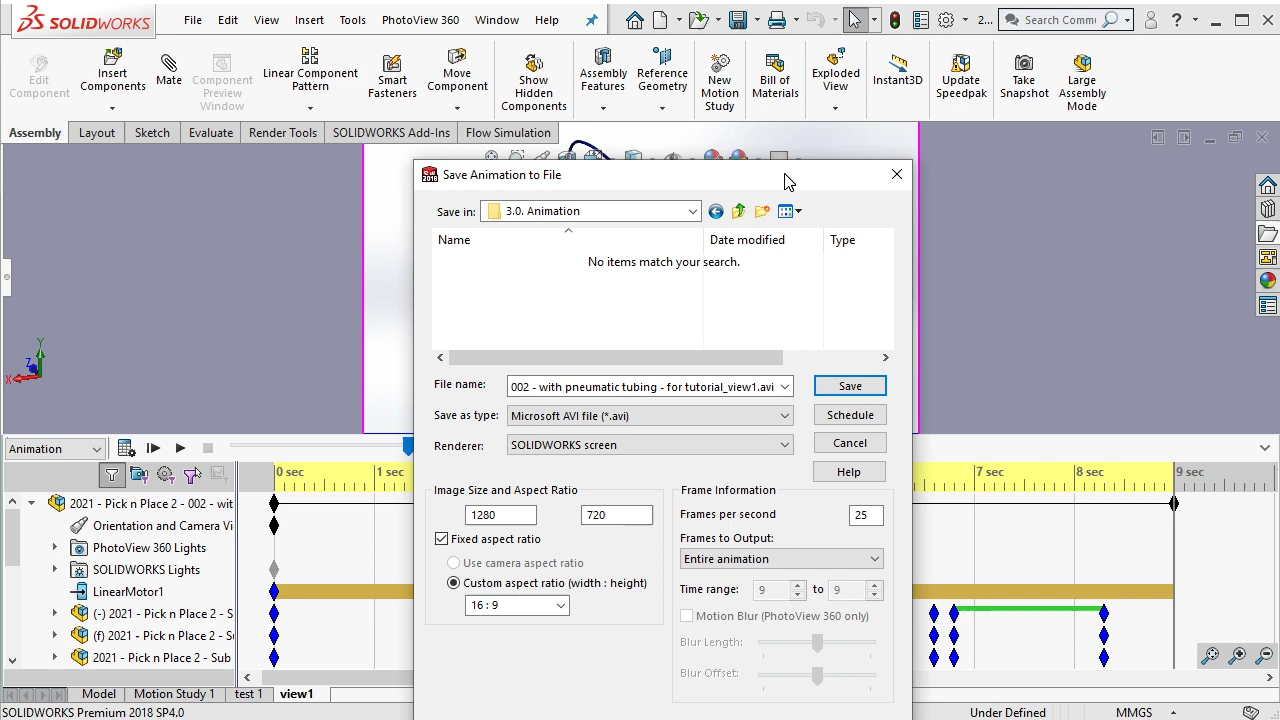 SOLIDWORKS
File Edit View Insert Tools PhotoView 360 Window Help
2...
Search Commu
?
Edit Component
Insert Components
Mate
Component Preview Window
Linear Component Pattern
Smart Fasteners
Move Component
Show Hidden Components
Assembly Features
Reference Geometry
New Motion Study
Bill of Materials
Exploded View
Instant3D
Update Speedpak
Take Snapshot
Large Assembly Mode
Assembly Layout Sketch Evaluate Render Tools SOLIDWORKS Add-Ins Flow Simulation
Save Animation to File
Save in: 3.0. Animation
Name Date modified Type
No items match your search.
File name: 002 - with pneumatic tubing - for tutorial_view1.avi Save
Save as type: Microsoft AVI file (*.avi) Schedule
Renderer: SOLIDWORKS screen Cancel
Help
Image Size and Aspect Ratio
1280 720
Fixed aspect ratio
Use camera aspect ratio
Custom aspect ratio (width : height)
16 : 9
Frame Information
Frames per second 25
Frames to Output:
Entire animation
Time range: 9 to 9
Motion Blur (PhotoView 360 only)
Blur Length:
Blur Offset:
Y
Z
X
Animation
0 sec 1 sec 7 sec 8 sec 9 sec
2021 - Pick n Place 2 - 002 - wit
Orientation and Camera Vi
PhotoView 360 Lights
SOLIDWORKS Lights
LinearMotor1
(-) 2021 - Pick n Place 2 - S
(f) 2021 - Pick n Place 2 - Su
2021 - Pick n Place 2 - Sub
Model Motion Study 1 test 1 view1
SOLIDWORKS Premium 2018 SP4.0 Under Defined MMGS